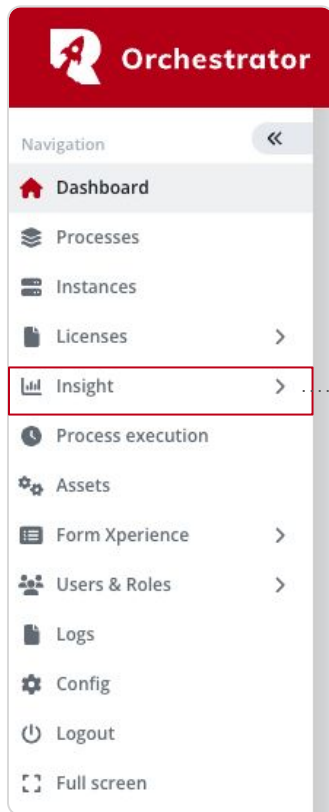 Orchestrator
Navigation
Dashboard
Processes
Instances
Licenses
Insight
Process execution
Assets
Form Xperience
Users & Roles
Logs
Config
Logout
Full screen